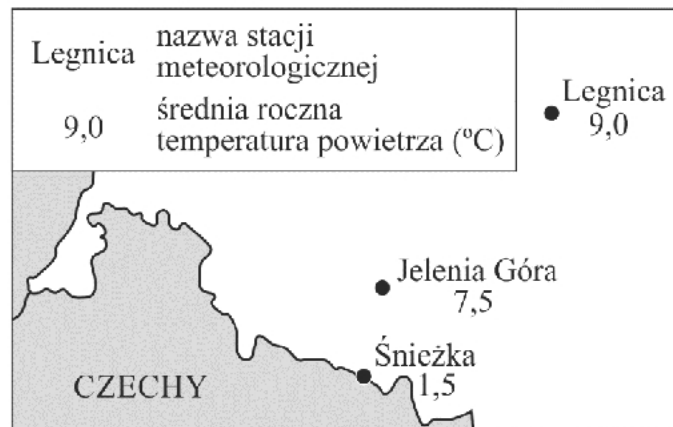 Legnica
nazwa stacji
meteorologicznej
9,0
średnia roczna
temperatura powietrza (ºC)
Legnica
9,0
Jelenia Góra
7,5
Śnieżka
1,5
CZECHY